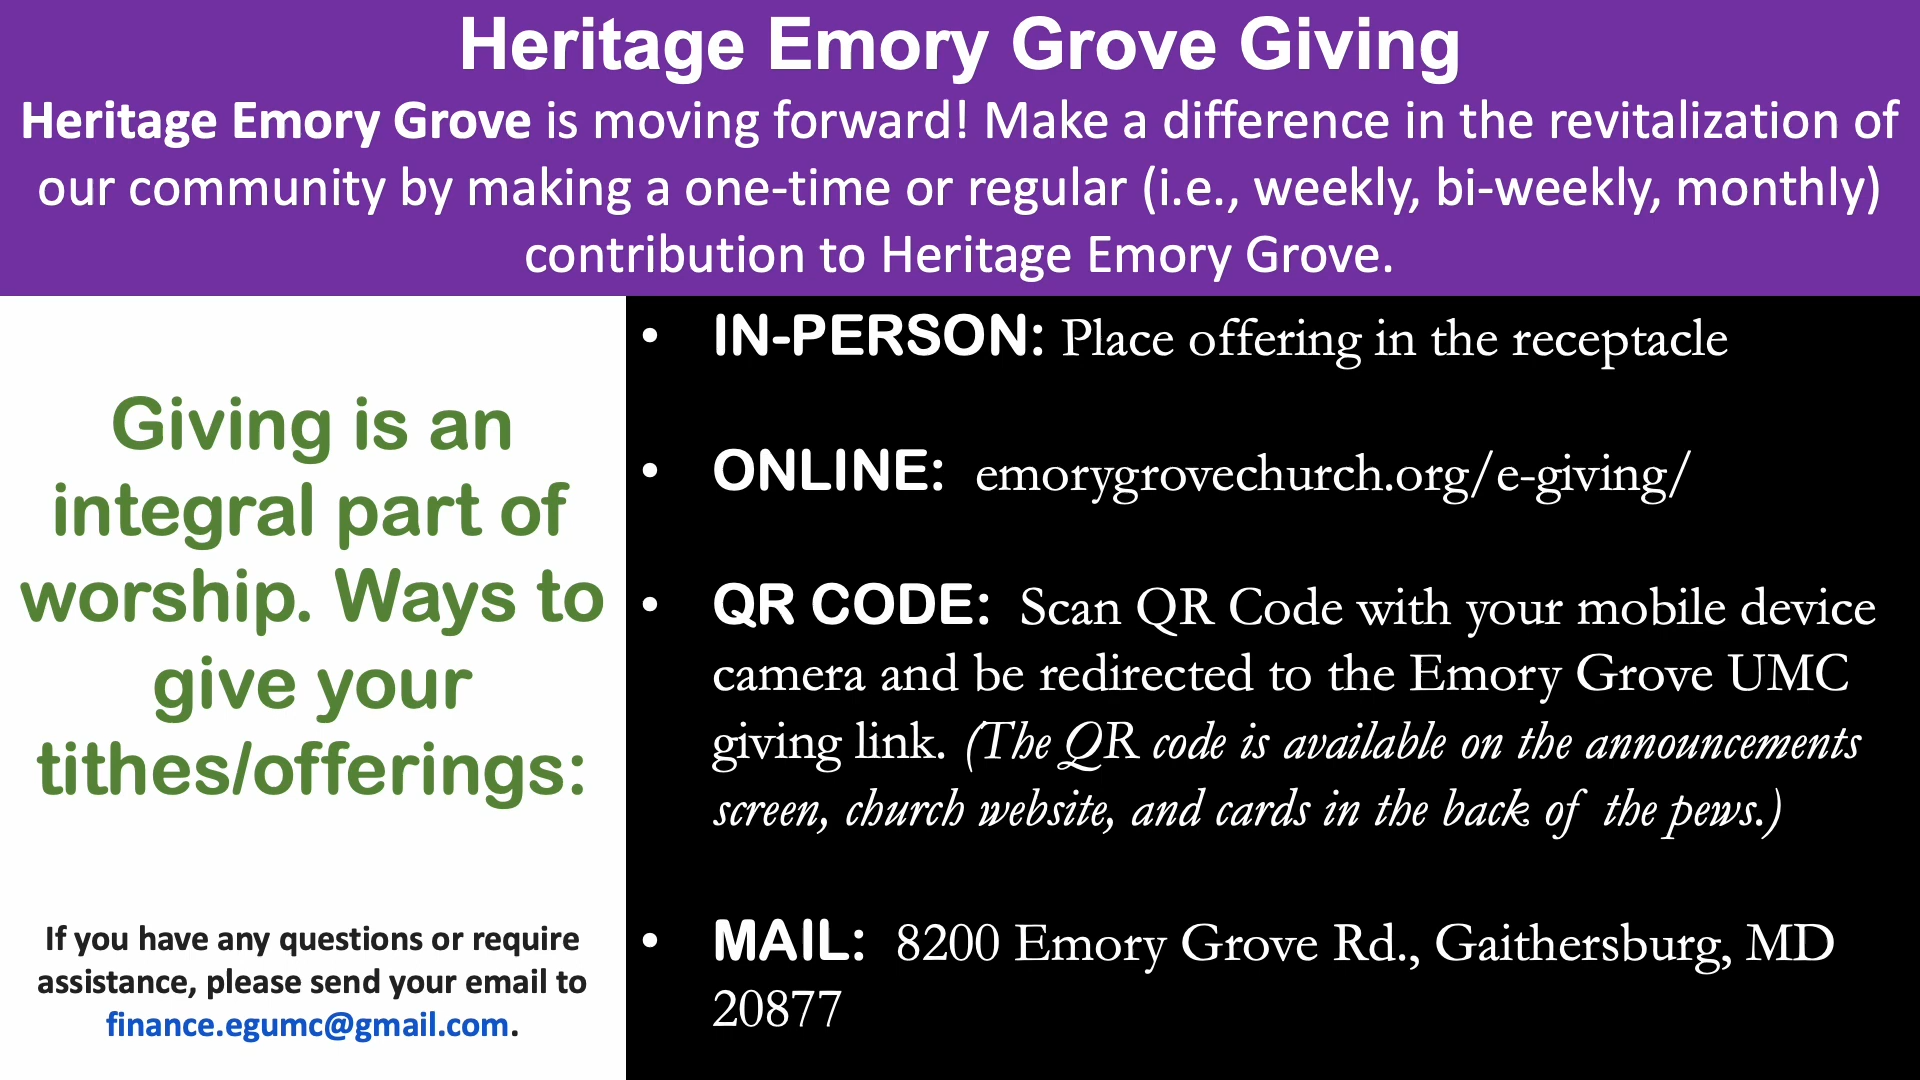 Heritage Emory Grove Giving
Heritage Emory Grove is moving forward! Make a difference in the revitalization of
our community by making a one-time or regular (i.e., weekly, bi-weekly, monthly)
contribution to Heritage Emory Grove.
Giving is an
integral part of
worship. Ways to
give your
tithes/offerings:
If you have any questions or require
assistance, please send your email to
finance.egumc@gmail.com.
• IN-PERSON: Place offering in the receptacle
• ONLINE: emorygrovechurch.org/e-giving/
• QR CODE: Scan QR Code with your mobile device
camera and be redirected to the Emory Grove UMC
giving link. (The QR code is available on the announcements
screen, church website, and cards in the back of the pews.)
• MAIL: 8200 Emory Grove Rd., Gaithersburg, MD
20877